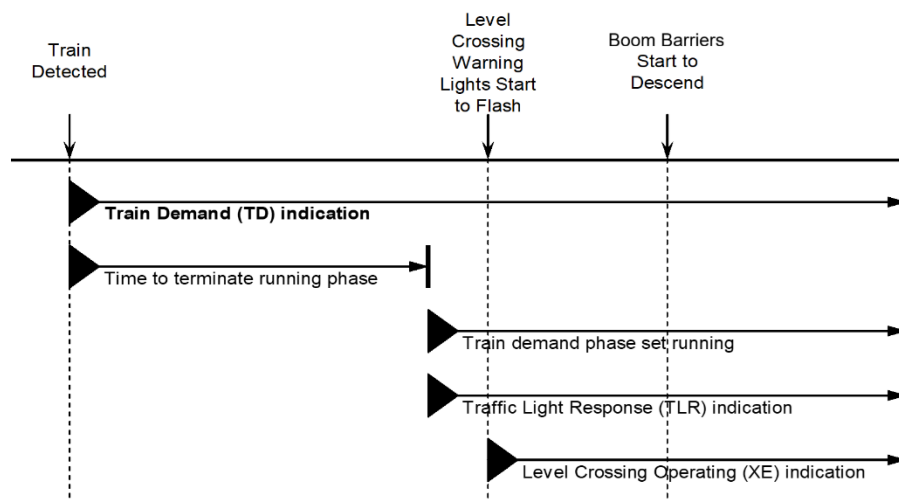 Train
Detected
Level
Crossing
Warning
Lights Start
to Flash
Boom Barriers
Start to
Descend
Train Demand (TD) indication
Time to terminate running phase
Train demand phase set running
Traffic Light Response (TLR) indication
Level Crossing Operating (XE) indication